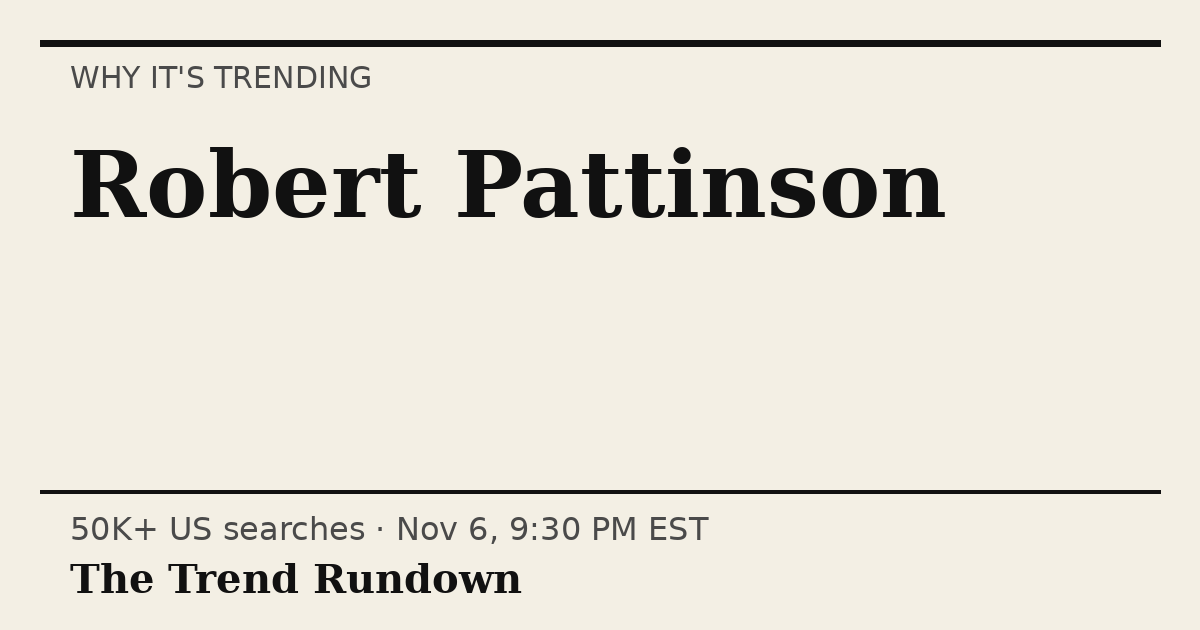 WHY IT'S TRENDING
Robert Pattinson
50K+ US searches · Nov 6, 9:30 PM EST
The Trend Rundown